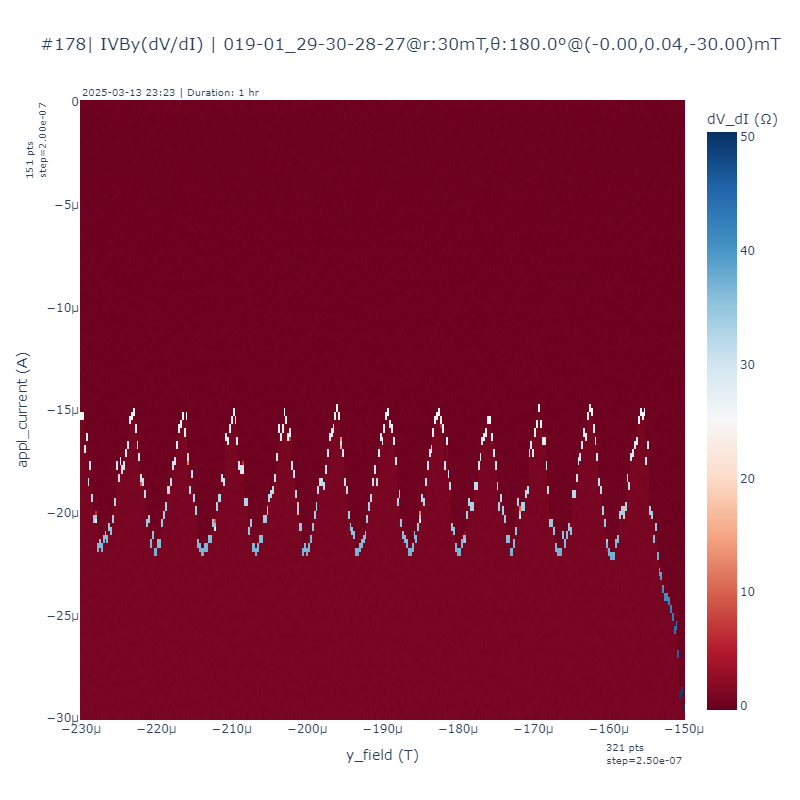 #178| IVBy(dV/dI) | 019-01_29-30-28-27@r:30mT,θ:180.0°@(-0.00,0.04,-30.00)mT
2025-03-13 23:23 | Duration: 1 hr
151 pts
step=2.00e-07
appl_current (A)
0
−5μ
−10μ
−15μ
−20μ
−25μ
−30μ
−230μ
−220μ
−210μ
−200μ
−190μ
−180μ
−170μ
−160μ
−150μ
y_field (T)
321 pts
step=2.50e-07
dV_dI (Ω)
50
40
30
20
10
0